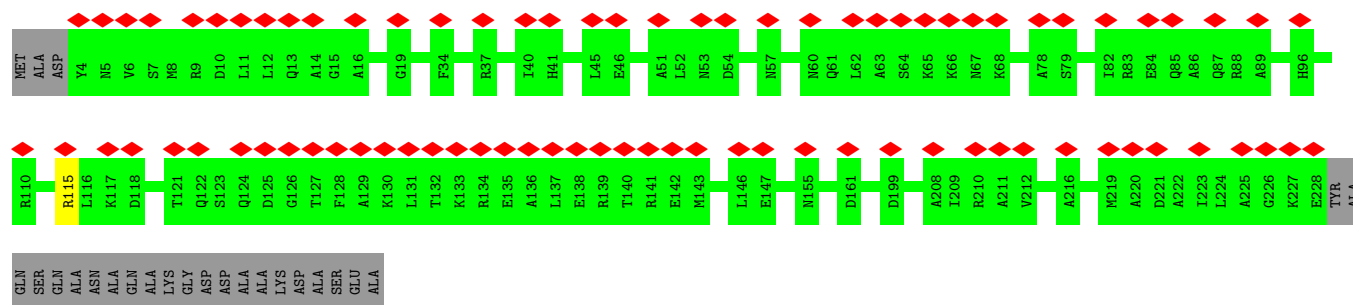 MET ALA ASP Y4 N5 V6 S7 M8 R9 D10 L11 L12 Q13 A14 G15 A16 G19 F34 R37 I40 H41 L45 E46 A51 L52 N53 D54 N57 N60 Q61 L62 A63 S64 K65 K66 N67 K68 A78 S79 I82 R83 E84 Q85 A86 Q87 R88 A89 H96
R110 R115 L116 K117 D118 T121 Q122 S123 Q124 D125 G126 T127 F128 A129 K130 L131 T132 K133 R134 E135 A136 L137 E138 R139 T140 R141 E142 M143 L146 E147 N155 D161 D199 A208 I209 R210 A211 V212 A216 M219 A220 D221 A222 I223 L224 A225 G226 K227 E228 TYR ALA
GLN SER GLN ALA ASN ALA GLN ALA LYS GLY ASP ASP ALA ALA LYS ASP ALA SER GLU ALA